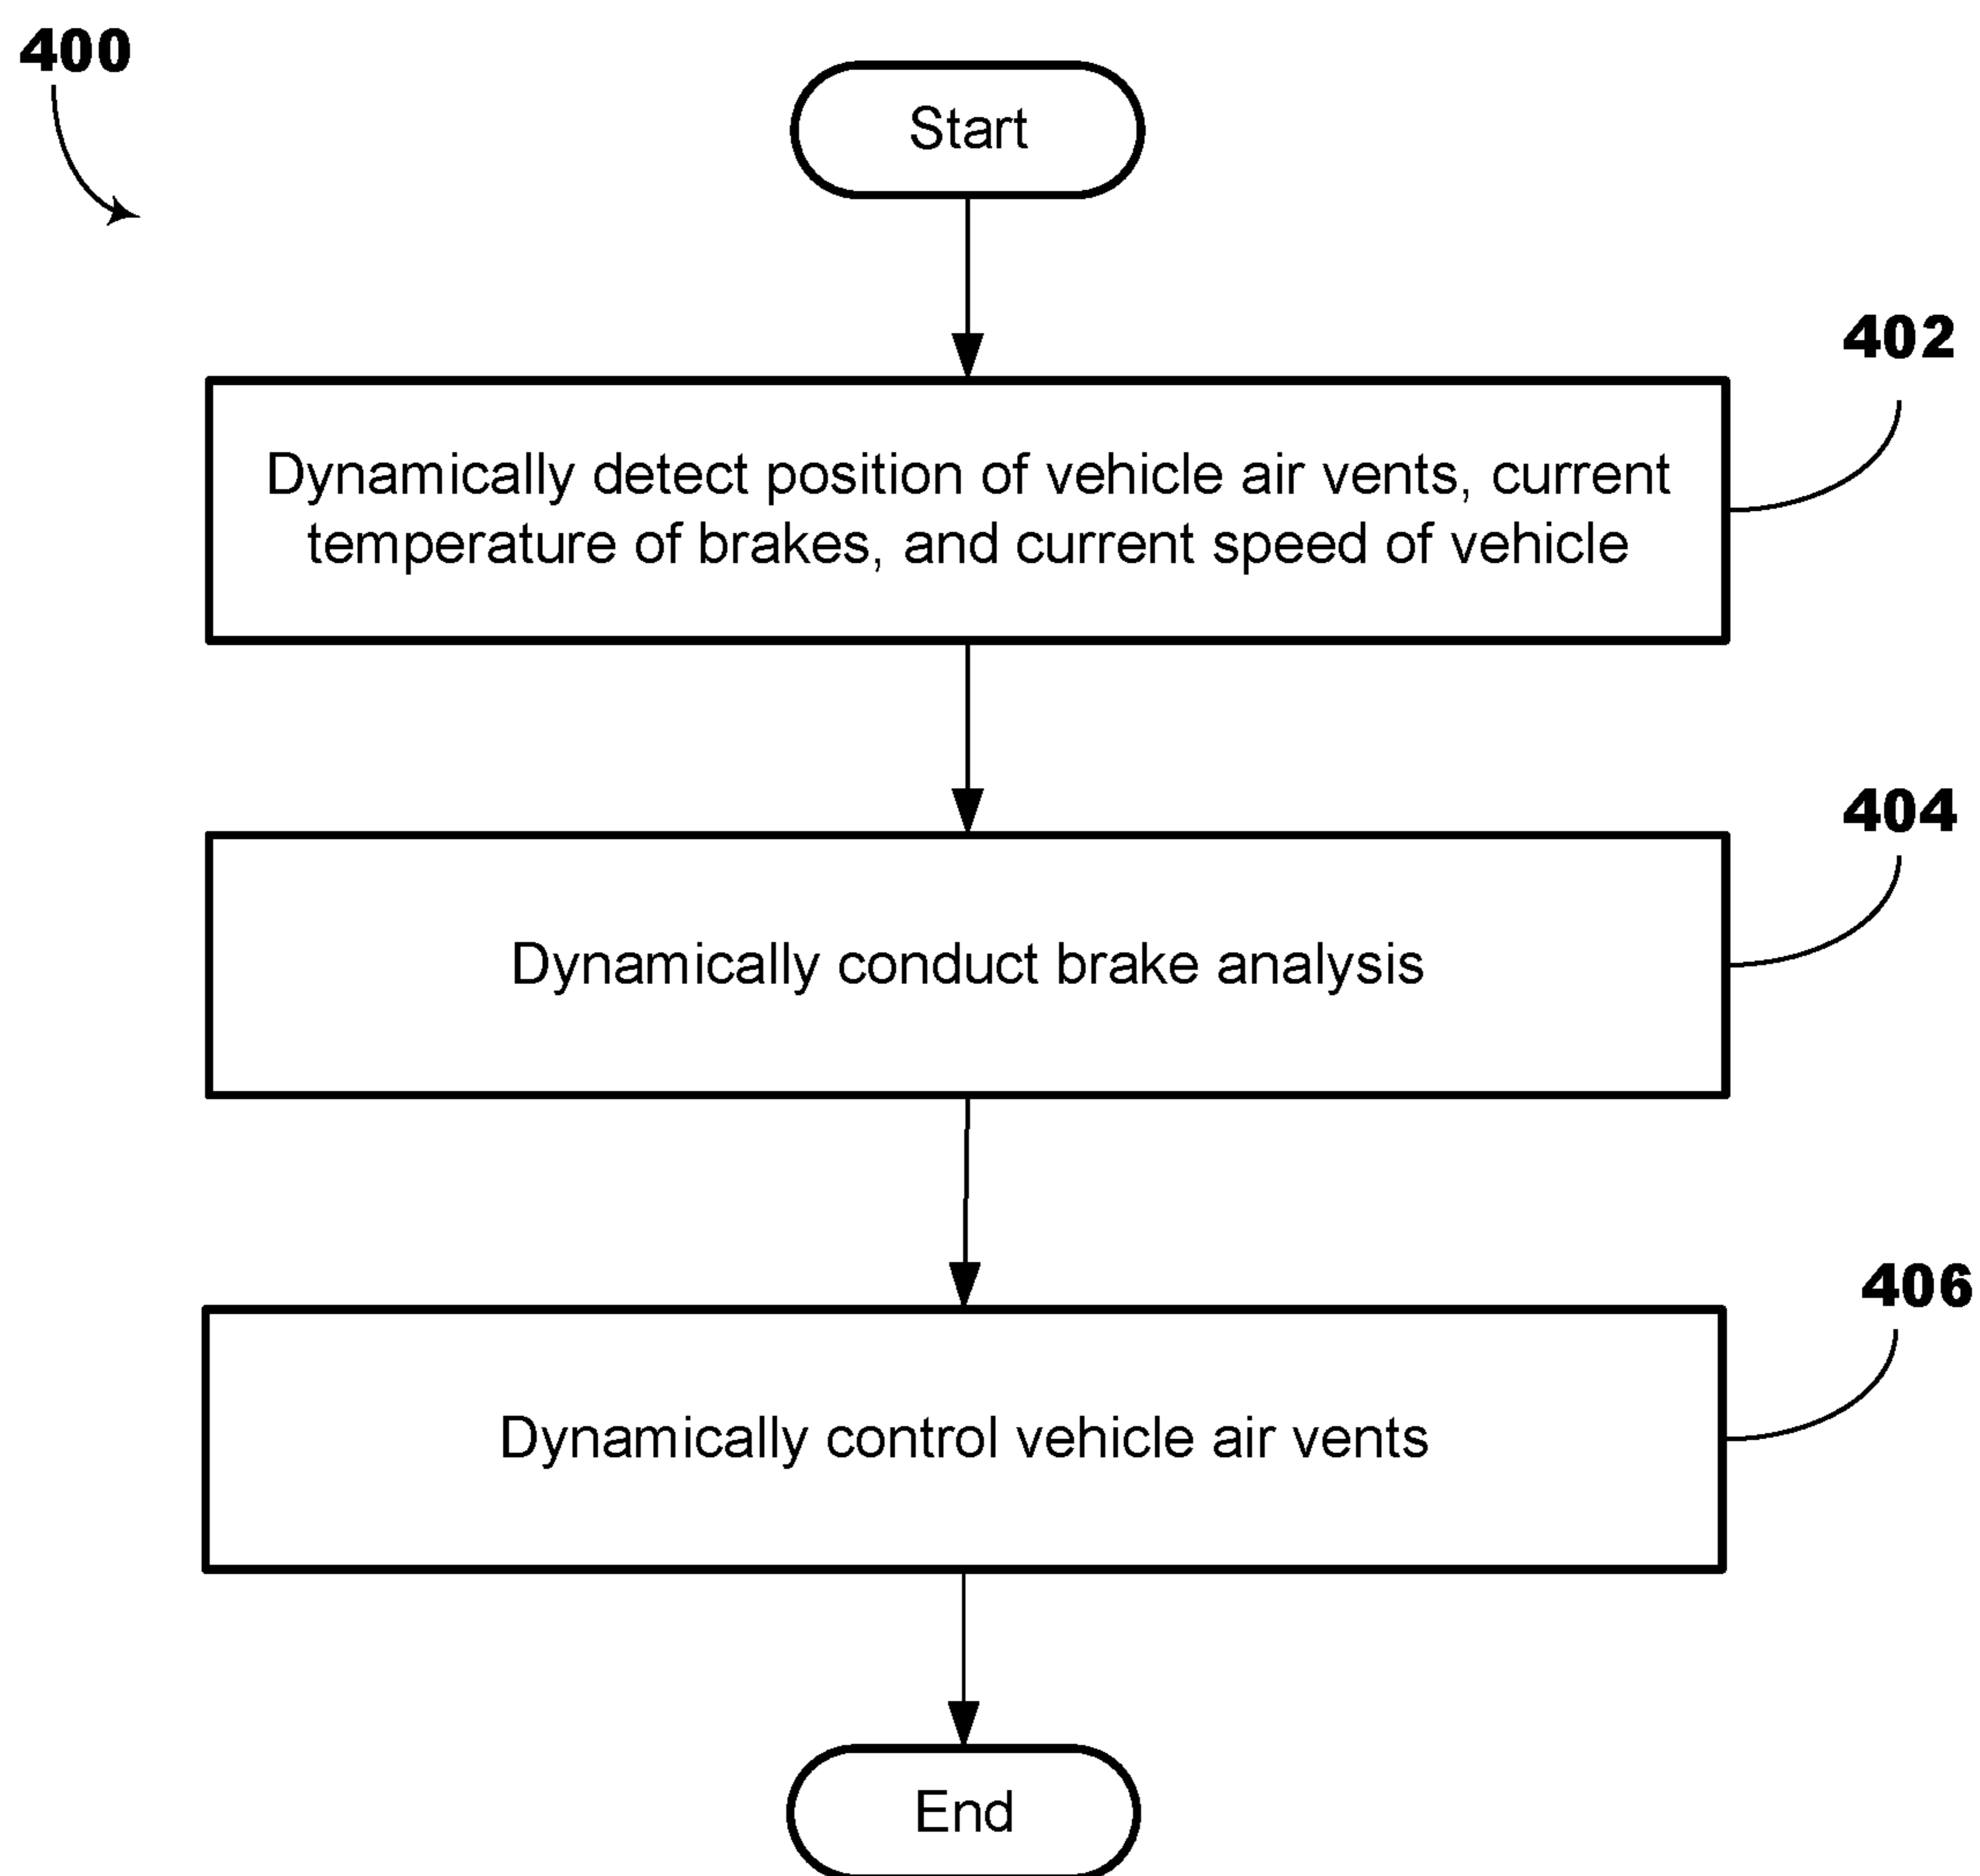 400
Start
402
Dynamically detect position of vehicle air vents, current
temperature of brakes, and current speed of vehicle
404
Dynamically conduct brake analysis
406
Dynamically control vehicle air vents
End